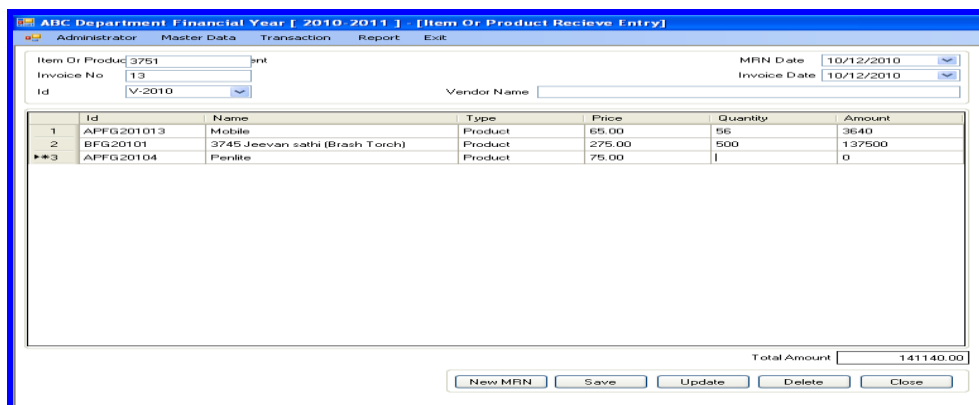 ABC Department Financial Year [ 2010-2011 ] - [Item Or Product Recieve Entry]
Administrator Master Data Transaction Report Exit
Item Or Produc 3751 ent MRN Date 10/12/2010
Invoice No 13 Invoice Date 10/12/2010
Id V-2010 Vendor Name
Id Name Type Price Quantity Amount
1 APFG201013 Mobile Product 65.00 56 3640
2 BFG20101 3745 Jeevan sathi (Brash Torch) Product 275.00 500 137500
3 APFG20104 Penlite Product 75.00 0
Total Amount 141140.00
New MRN Save Update Delete Close